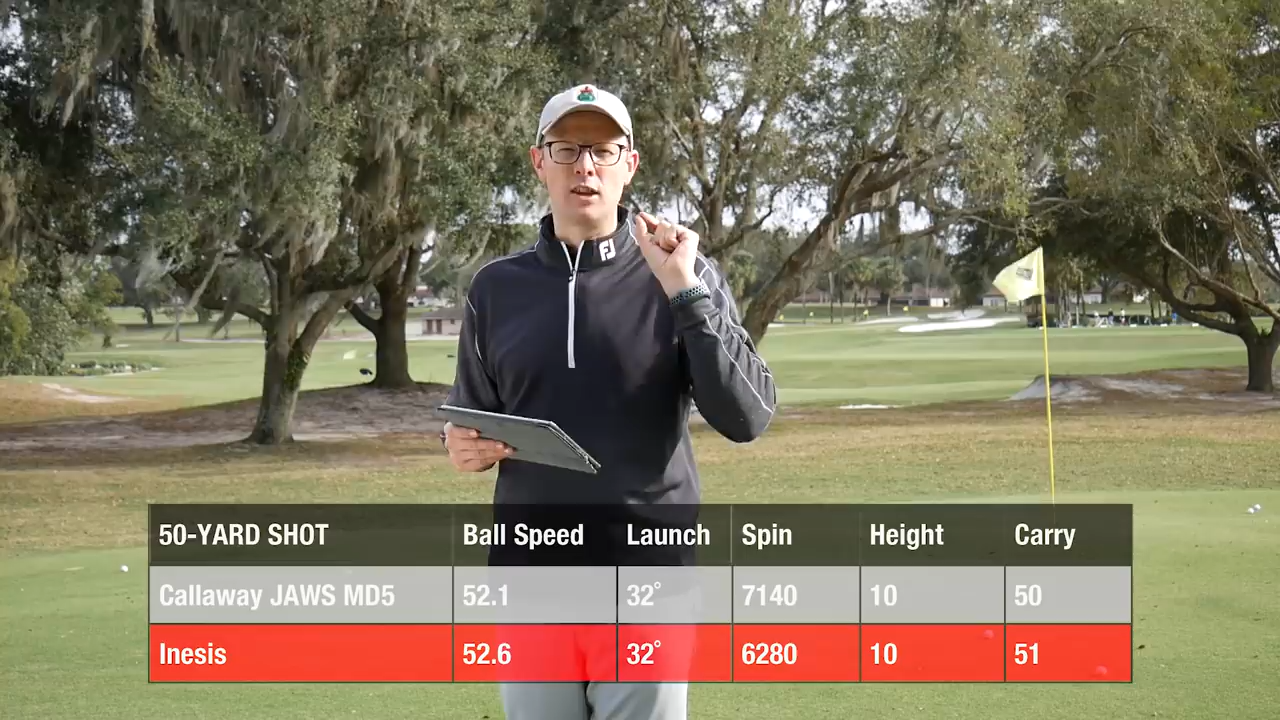 FJ
50-YARD SHOT Ball Speed Launch Spin Height Carry
Callaway JAWS MD5 52.1 32° 7140 10 50
Inesis 52.6 32° 6280 10 51